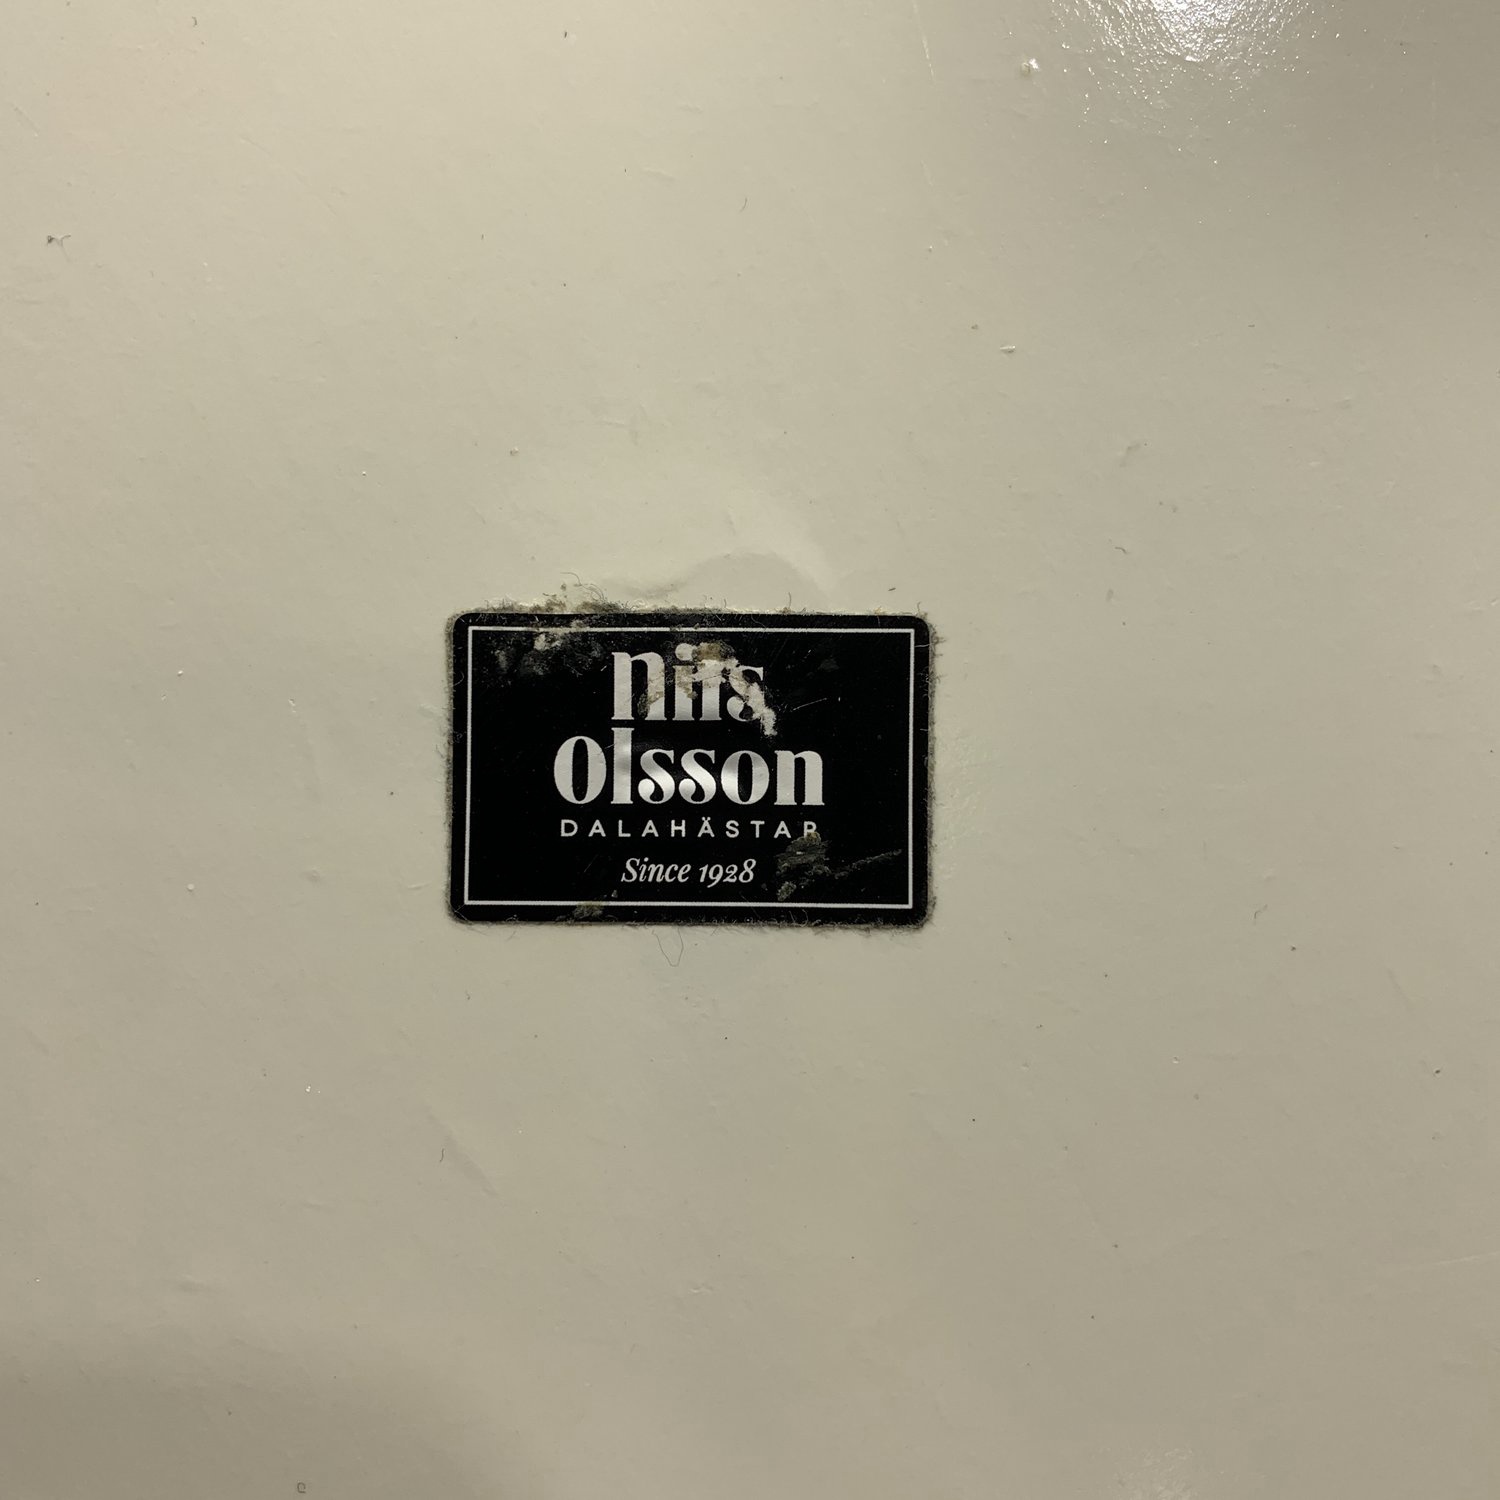 nils
olsson
DALAHÄSTAR
Since 1928